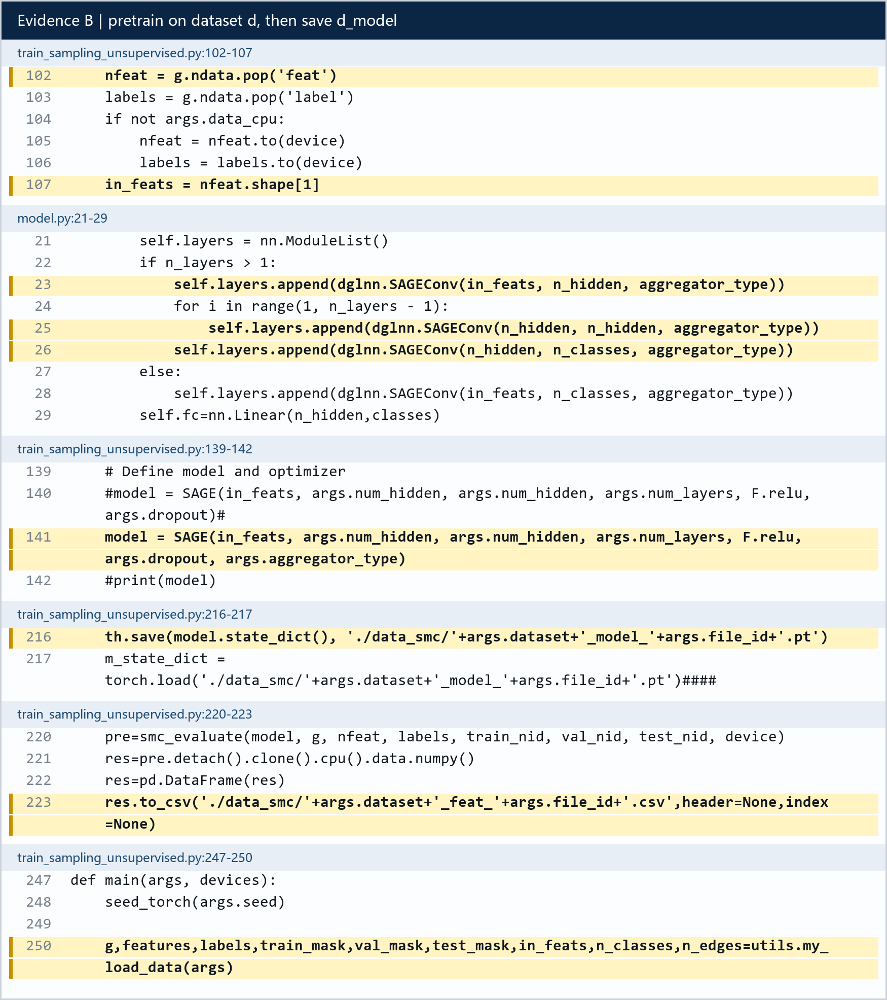 Evidence B | pretrain on dataset d, then save d_model
train_sampling_unsupervised.py:102-107
102 nfeat = g.ndata.pop('feat')
103 labels = g.ndata.pop('label')
104 if not args.data_cpu:
105 nfeat = nfeat.to(device)
106 labels = labels.to(device)
107 in_feats = nfeat.shape[1]
model.py:21-29
21 self.layers = nn.ModuleList()
22 if n_layers > 1:
23 self.layers.append(dglnn.SAGEConv(in_feats, n_hidden, aggregator_type))
24 for i in range(1, n_layers - 1):
25 self.layers.append(dglnn.SAGEConv(n_hidden, n_hidden, aggregator_type))
26 self.layers.append(dglnn.SAGEConv(n_hidden, n_classes, aggregator_type))
27 else:
28 self.layers.append(dglnn.SAGEConv(in_feats, n_classes, aggregator_type))
29 self.fc=nn.Linear(n_hidden,classes)
train_sampling_unsupervised.py:139-142
139 # Define model and optimizer
140 #model = SAGE(in_feats, args.num_hidden, args.num_hidden, args.num_layers, F.relu,
args.dropout)#
141 model = SAGE(in_feats, args.num_hidden, args.num_hidden, args.num_layers, F.relu,
args.dropout, args.aggregator_type)
142 #print(model)
train_sampling_unsupervised.py:216-217
216 th.save(model.state_dict(), './data_smc/'+args.dataset+'_model_'+args.file_id+'.pt')
217 m_state_dict =
torch.load('./data_smc/'+args.dataset+'_model_'+args.file_id+'.pt')####
train_sampling_unsupervised.py:220-223
220 pre=smc_evaluate(model, g, nfeat, labels, train_nid, val_nid, test_nid, device)
221 res=pre.detach().clone().cpu().data.numpy()
222 res=pd.DataFrame(res)
223 res.to_csv('./data_smc/'+args.dataset+'_feat_'+args.file_id+'.csv',header=None,index
=None)
train_sampling_unsupervised.py:247-250
247 def main(args, devices):
248 seed_torch(args.seed)
249
250 g,features,labels,train_mask,val_mask,test_mask,in_feats,n_classes,n_edges=utils.my_
load_data(args)